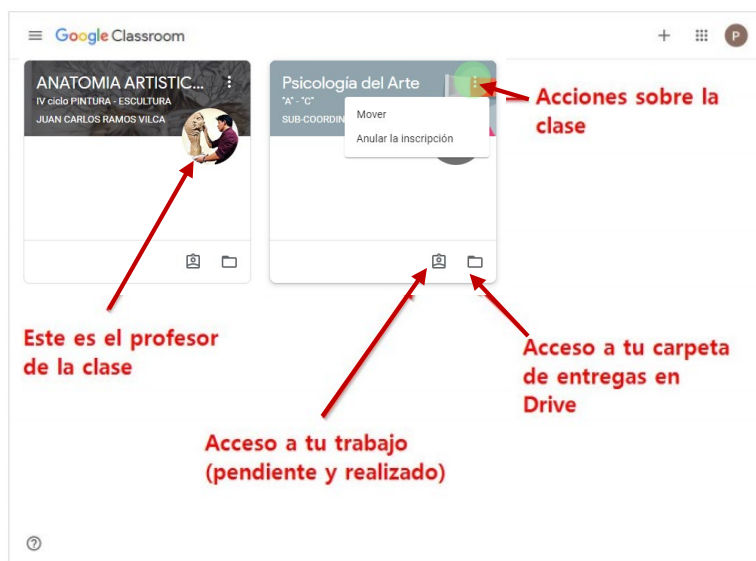 Google Classroom
P
ANATOMIA ARTISTIC...
IV ciclo PINTURA - ESCULTURA
JUAN CARLOS RAMOS VILCA
Psicología del Arte
"A" - "C"
SUB-COORDIN
Mover
Anular la inscripción
Acciones sobre la
clase
Este es el profesor
de la clase
Acceso a tu carpeta
de entregas en
Drive
Acceso a tu trabajo
(pendiente y realizado)